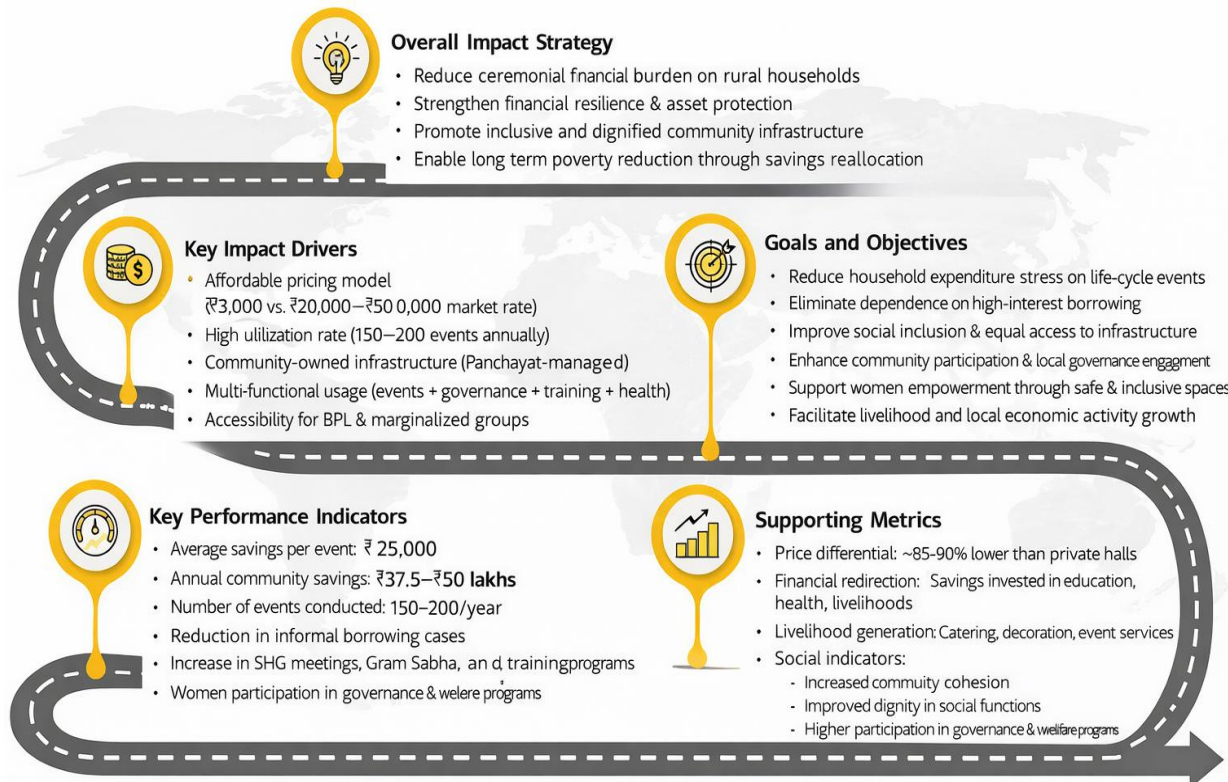 Overall Impact Strategy
• Reduce ceremonial fnancial burden on rural households
• Strengthen financial resilience & asset protection
• Promote inclusive and dignified community infrastructure
• Enable long term poverty reduction through savings reallocation
Key Impact Drivers
• Affordable pricing model
(₹3,000 vs. ₹20,000–₹50 0,000 market rate)
• High ulilization rate (150–200 events annually)
• Community-owned infrastructure (Panchayat-managed)
• Multi-functional usage (events + governance + training + health)
• Accessibility for BPL & marginalized groups
Goals and Objectives
• Reduce household expenditure stress on life-cycle events
• Eliminate dependence on high-interest borrowing
• Improve social inclusion & equal access to infrastructure
• Enhance community participation & local governance engagment
• Support women empowerment through safe & inclusive spaces
• Facilitate livelihood and local economic activity growth
Key Performance Indicators
• Average savings per event: ₹ 25,000
• Annual community savings: ₹37.5–₹50 lakhs
• Number of events conducted: 150–200/year
• Reduction in informal borrowing cases
• Increase in SHG meetings, Gram Sabha, an d, trainingprograms
• Women participation in governance & welere programs
Supporting Metrics
• Price differential: ~85-90% lower than private halls
• Financial redirection: Savings invested in education,
health, livelihoods
• Livelihood generation: Catering, decoration, event services
• Social indicators:
- Increased commuity cohesion
- Improved dignity in social functions
- Higher participation in governance & welifare programs